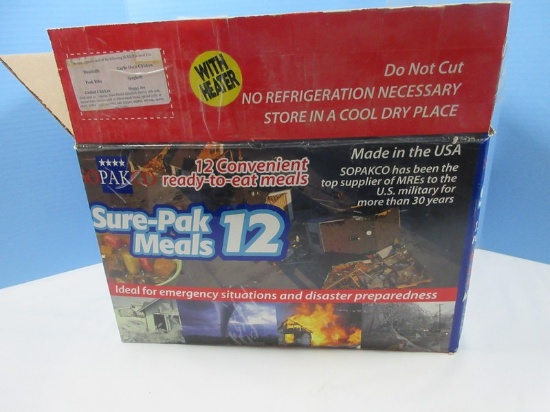 WITH
HEATER
Do Not Cut
NO REFRIGERATION NECESSARY
STORE IN A COOL DRY PLACE
PAK
12 Convenient
ready-to-eat meals
Made in the USA
SOPAKCO has been the
top supplier of MREs to the
U.S. military for
more than 30 years
Sure-Pak
Meals 12
Ideal for emergency situations and disaster preparedness